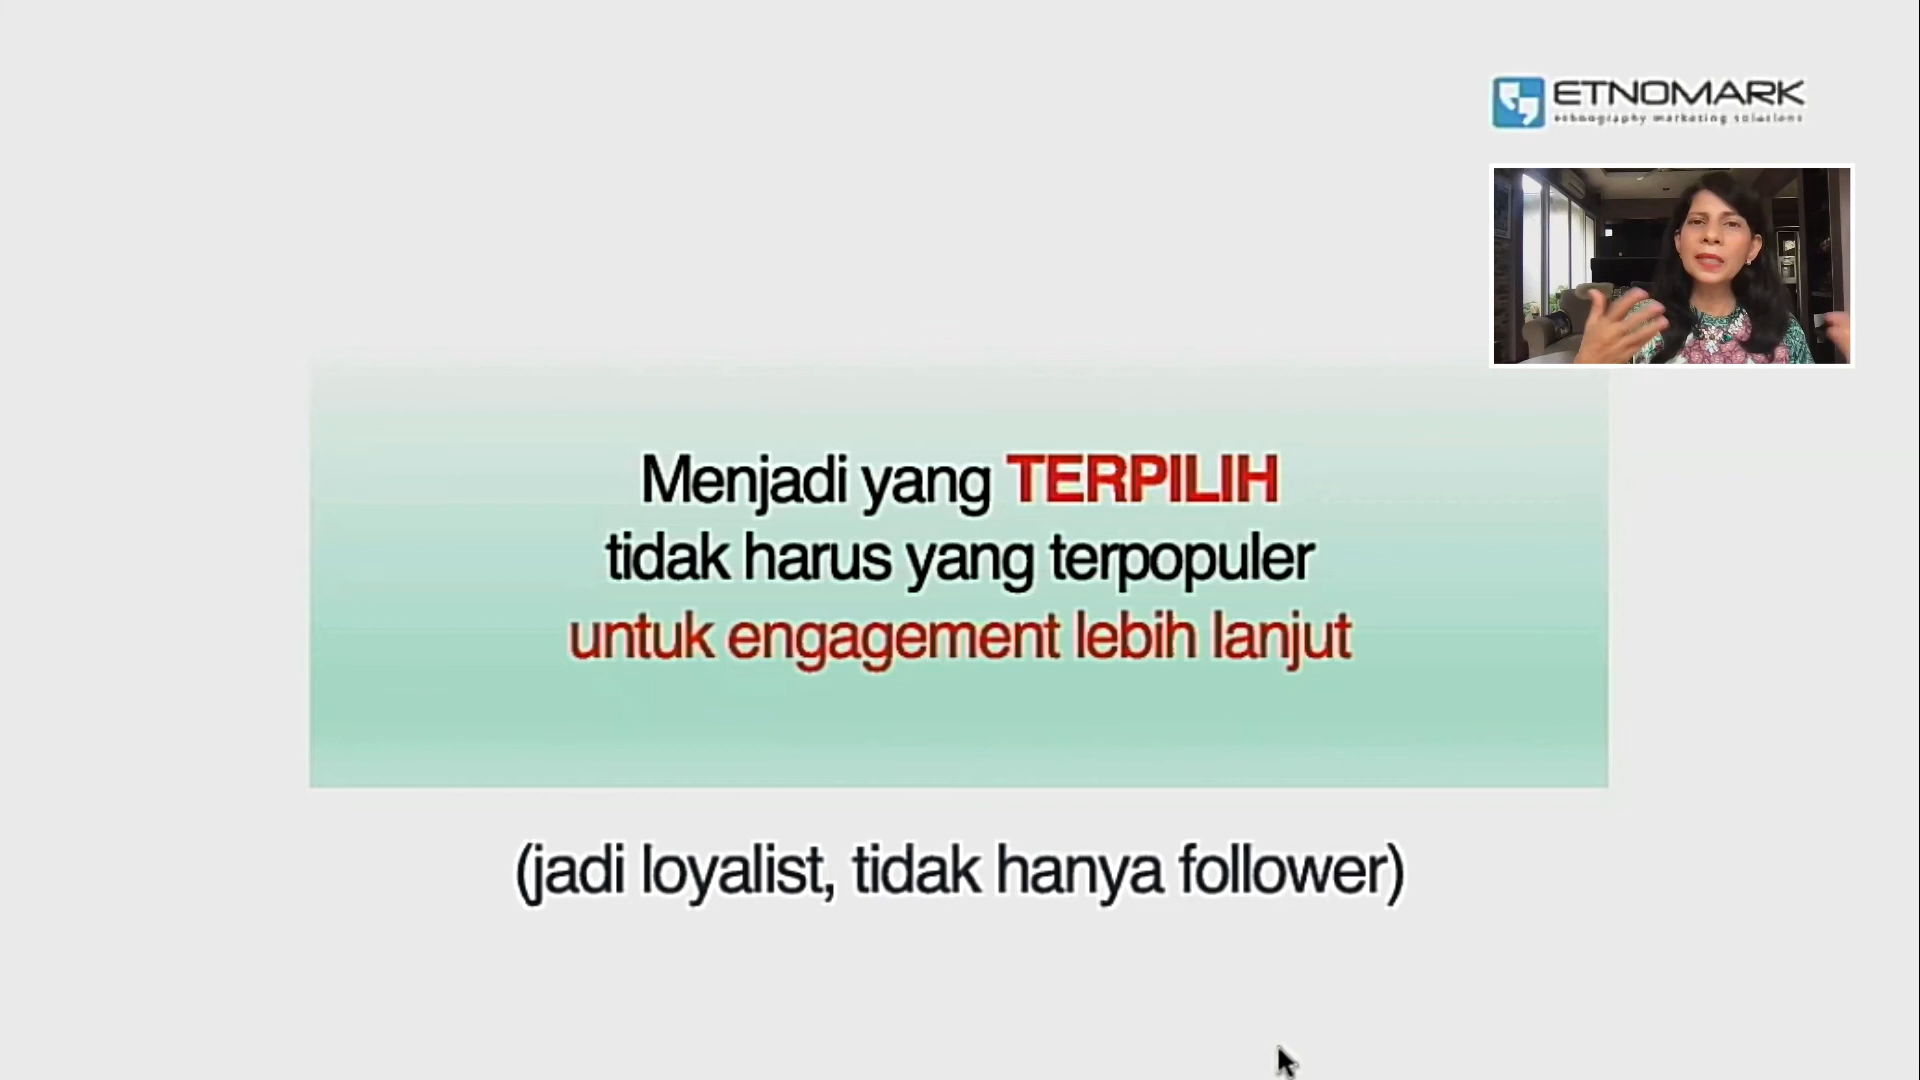 ETNOMARK
ethnography marketing solutions
Menjadi yang TERPILIH
tidak harus yang terpopuler
untuk engagement lebih lanjut
(jadi loyalist, tidak hanya follower)